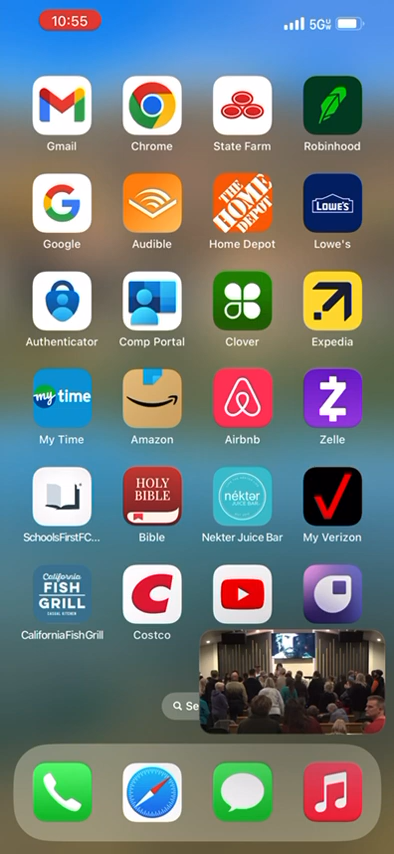 10:55 5G UW
Gmail Chrome State Farm Robinhood
Google Audible THE HOME DEPOT Home Depot LOWE'S Lowe's
Authenticator Comp Portal Clover Expedia
my time
My Time Amazon Airbnb Zelle
HOLY BIBLE nékter JUICE BAR
SchoolsFirstFC... Bible Nekter Juice Bar My Verizon
California FISH GRILL
CaliforniaFishGrill Costco
Se